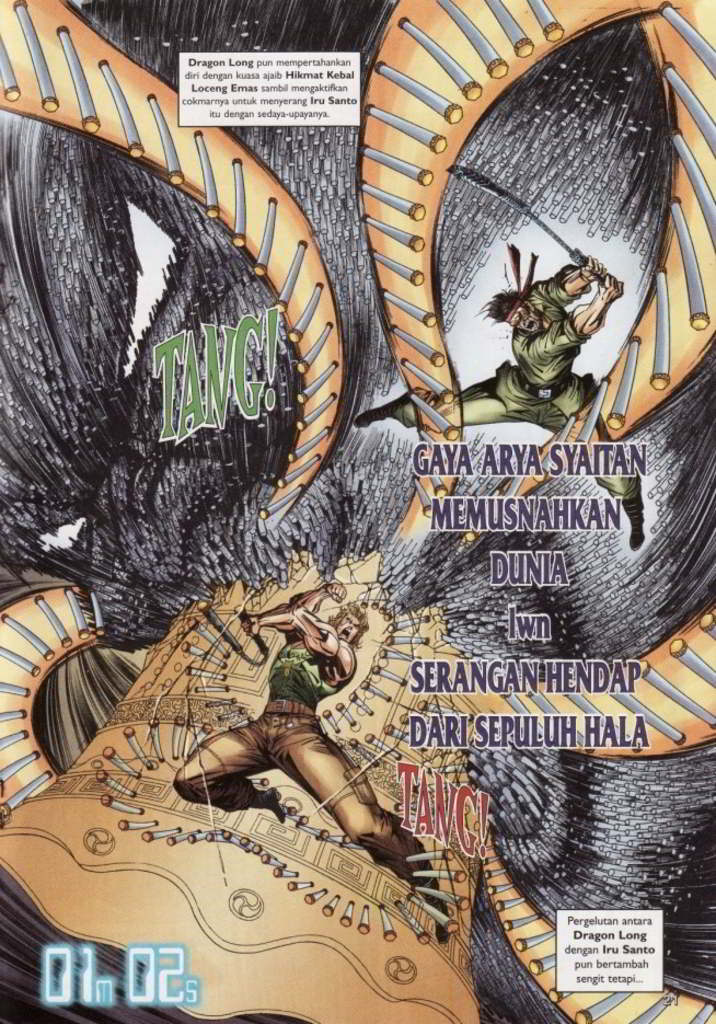 Dragon Long pun mempertahankan
diri dengan kuasa ajaib Hikmat Kebal
Loceng Emas sambil mengaktifkan
cokmarnya untuk menyerang Iru Santo
itu dengan sedaya-upayanya.
TANG!
GAYA ARYA SYAITAN
MEMUSNAHKAN
DUNIA
lwn
SERANGAN HENDAP
DARI SEPULUH HALA
TANG!
Pergelutan antara
Dragon Long
dengan Iru Santo
pun bertambah
sengit tetapi...
01m 02s
21